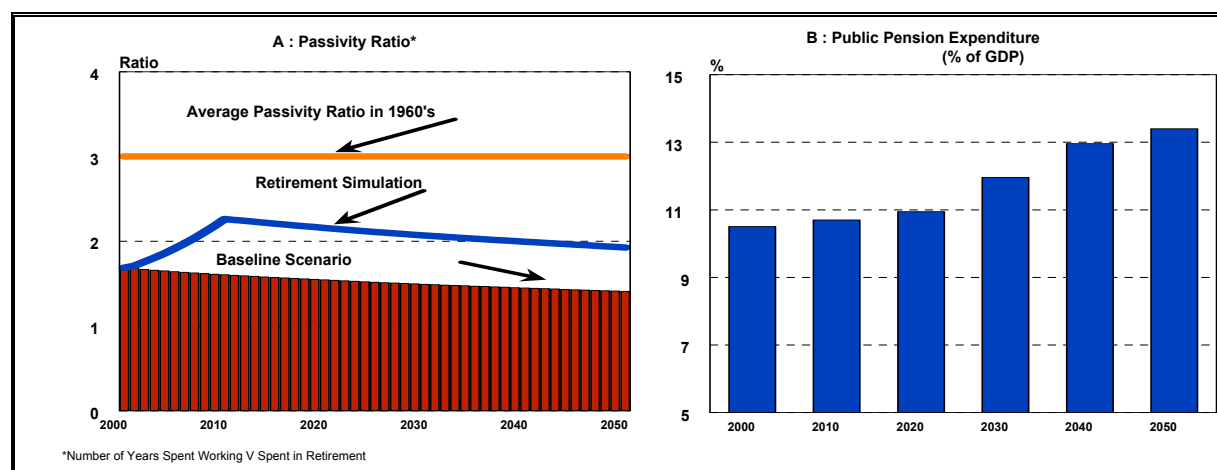 A : Passivity Ratio*
Ratio
4
3
2
1
0
Average Passivity Ratio in 1960's
Retirement Simulation
Baseline Scenario
2000 2010 2020 2030 2040 2050
*Number of Years Spent Working V Spent in Retirement
B : Public Pension Expenditure
(% of GDP)
%
15
13
11
9
7
5
2000 2010 2020 2030 2040 2050